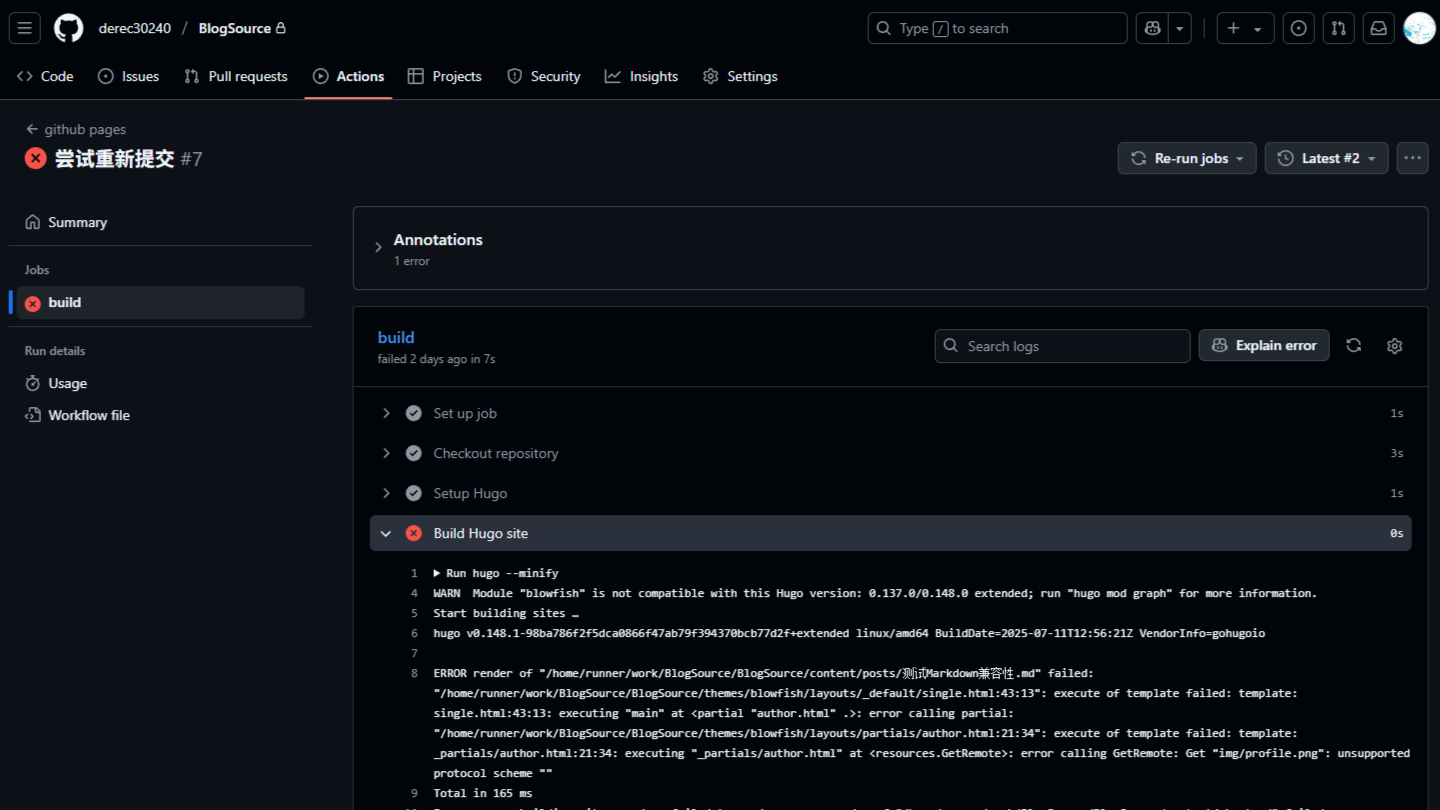 derec30240 / BlogSource
Type / to search
Code
Issues
Pull requests
Actions
Projects
Security
Insights
Settings
github pages
尝试重新提交 #7
Re-run jobs
Latest #2
Summary
Jobs
build
Run details
Usage
Workflow file
Annotations
1 error
build
failed 2 days ago in 7s
Search logs
Explain error
Set up job 1s
Checkout repository 3s
Setup Hugo 1s
Build Hugo site 0s
1 Run hugo --minify
4 WARN  Module "blowfish" is not compatible with this Hugo version: 0.137.0/0.148.0 extended; run "hugo mod graph" for more information.
5 Start building sites …
6 hugo v0.148.1-98ba786f2f5dca0866f47ab79f394370bcb77d2f+extended linux/amd64 BuildDate=2025-07-11T12:56:21Z VendorInfo=gohugoio
7
8 ERROR render of "/home/runner/work/BlogSource/BlogSource/content/posts/测试Markdown兼容性.md" failed:
"/home/runner/work/BlogSource/BlogSource/themes/blowfish/layouts/_default/single.html:43:13": execute of template failed: template:
single.html:43:13: executing "main" at <partial "author.html" .>: error calling partial:
"/home/runner/work/BlogSource/BlogSource/themes/blowfish/layouts/partials/author.html:21:34": execute of template failed: template:
_partials/author.html:21:34: executing "_partials/author.html" at <resources.GetRemote>: error calling GetRemote: Get "img/profile.png": unsupported
protocol scheme ""
9 Total in 165 ms